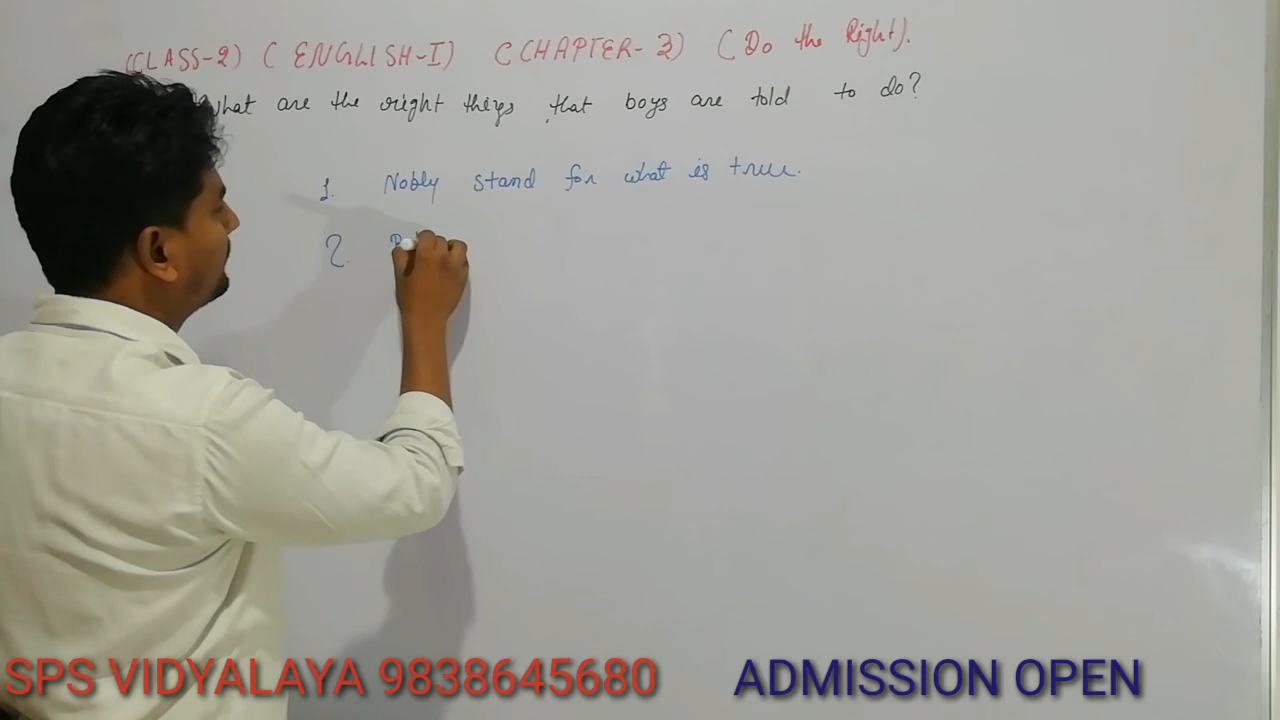 (CLASS-2) (ENGLISH-I) (CHAPTER-3) (Do the Right).
What are the right things that boys are told to do?
1. Nobly stand for what is true.
2.
SPS VIDYALAYA 9838645680 ADMISSION OPEN